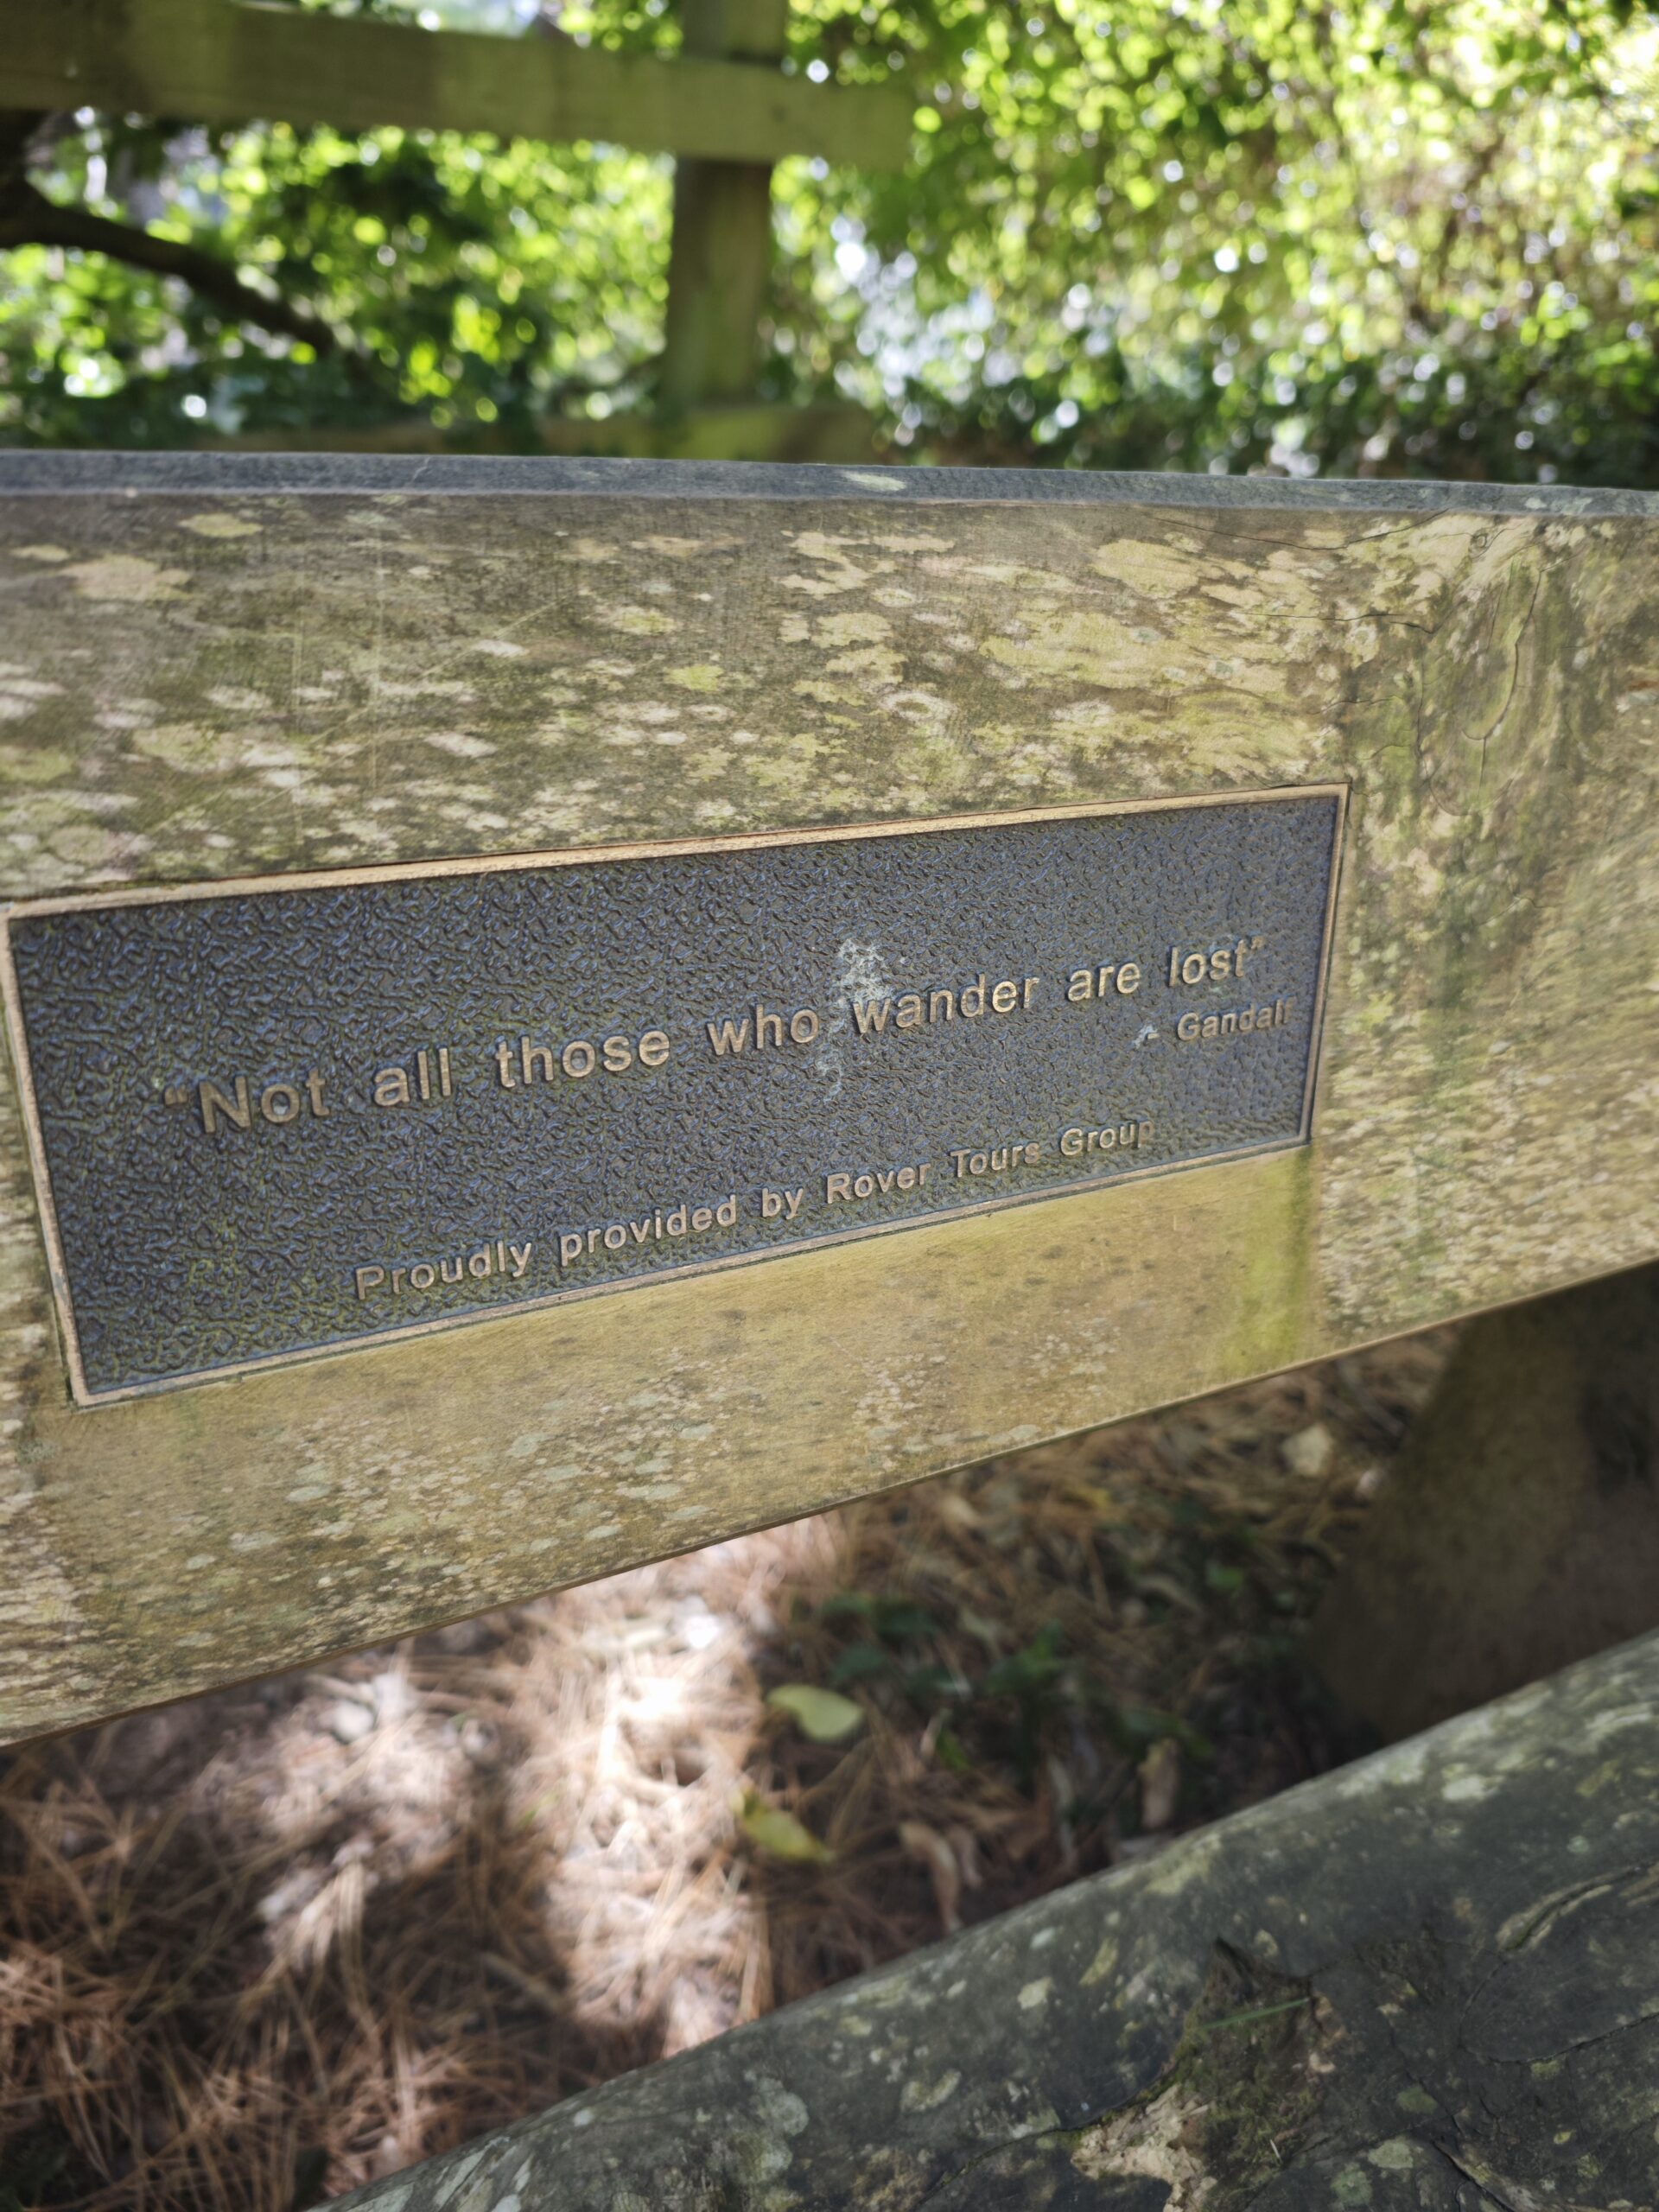 “Not all those who wander are lost”
- Gandalf
Proudly provided by Rover Tours Group